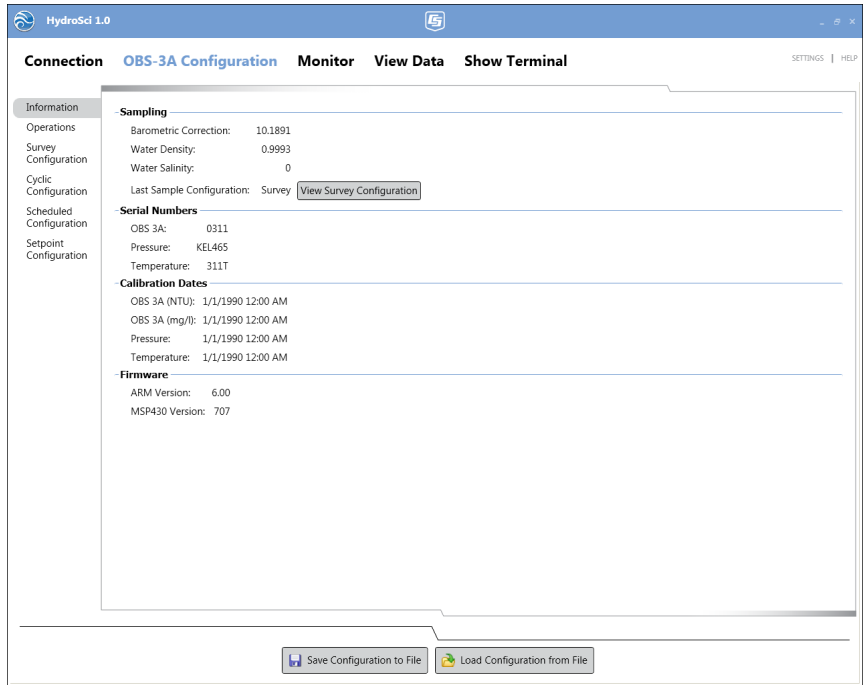 HydroSci 1.0
Connection OBS-3A Configuration Monitor View Data Show Terminal SETTINGS | HELP
Information
Operations
Survey
Configuration
Cyclic
Configuration
Scheduled
Configuration
Setpoint
Configuration
Sampling
Barometric Correction: 10.1891
Water Density: 0.9993
Water Salinity: 0
Last Sample Configuration: Survey View Survey Configuration
Serial Numbers
OBS 3A: 0311
Pressure: KEL465
Temperature: 311T
Calibration Dates
OBS 3A (NTU): 1/1/1990 12:00 AM
OBS 3A (mg/l): 1/1/1990 12:00 AM
Pressure: 1/1/1990 12:00 AM
Temperature: 1/1/1990 12:00 AM
Firmware
ARM Version: 6.00
MSP430 Version: 707
Save Configuration to File Load Configuration from File